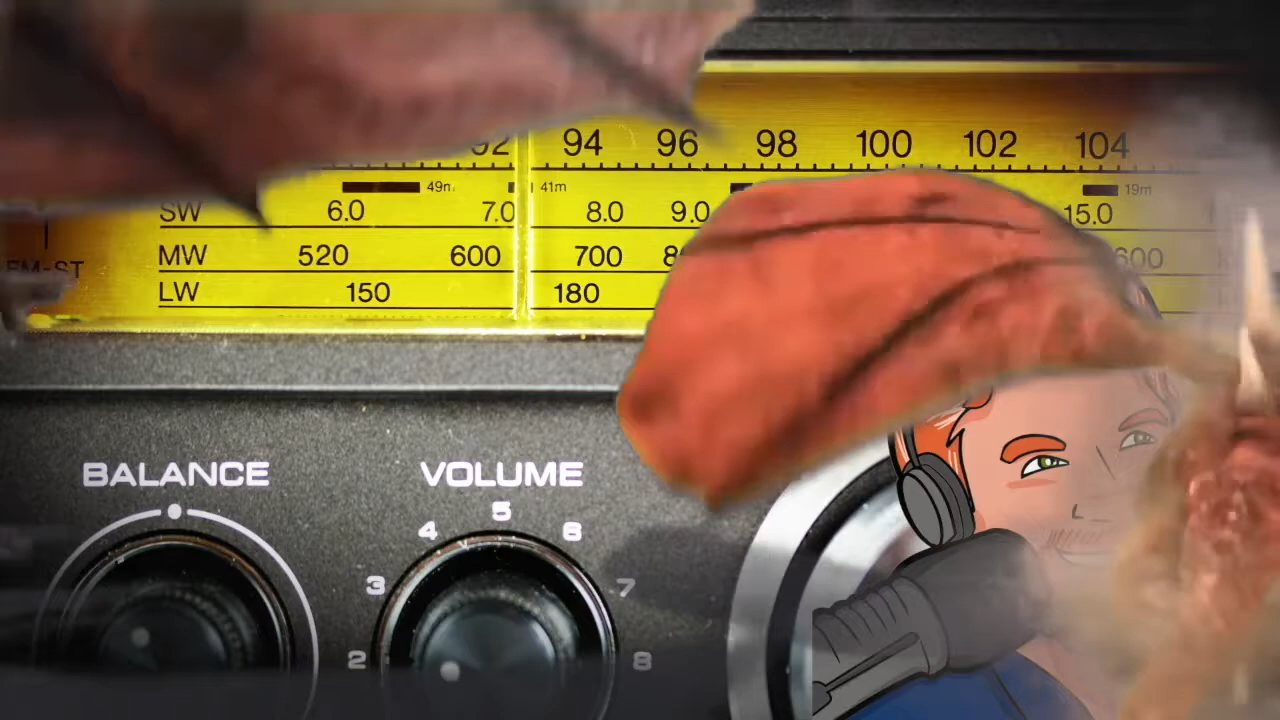 92 94 96 98 100 102 104
49m 41m 19m
SW 6.0 7.0 8.0 9.0 15.0
MW 520 600 700
LW 150 180
BALANCE VOLUME
5
4 6
3 7
2 8